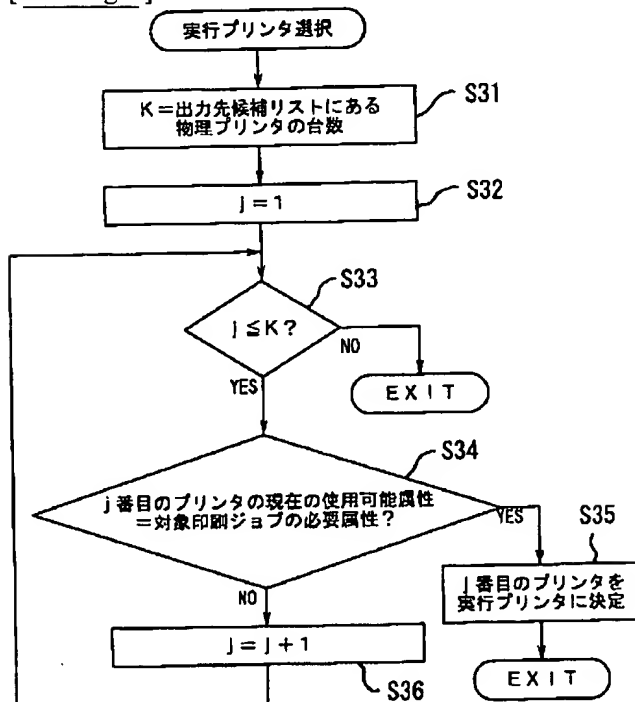 実行プリンタ選択
K=出力先候補リストにある
物理プリンタの台数
S31
j=1
S32
S33
j≦K?
NO
EXIT
YES
S34
j番目のプリンタの現在の使用可能属性
=対象印刷ジョブの必要属性?
YES
S35
j番目のプリンタを
実行プリンタに決定
NO
j=j+1
S36
EXIT